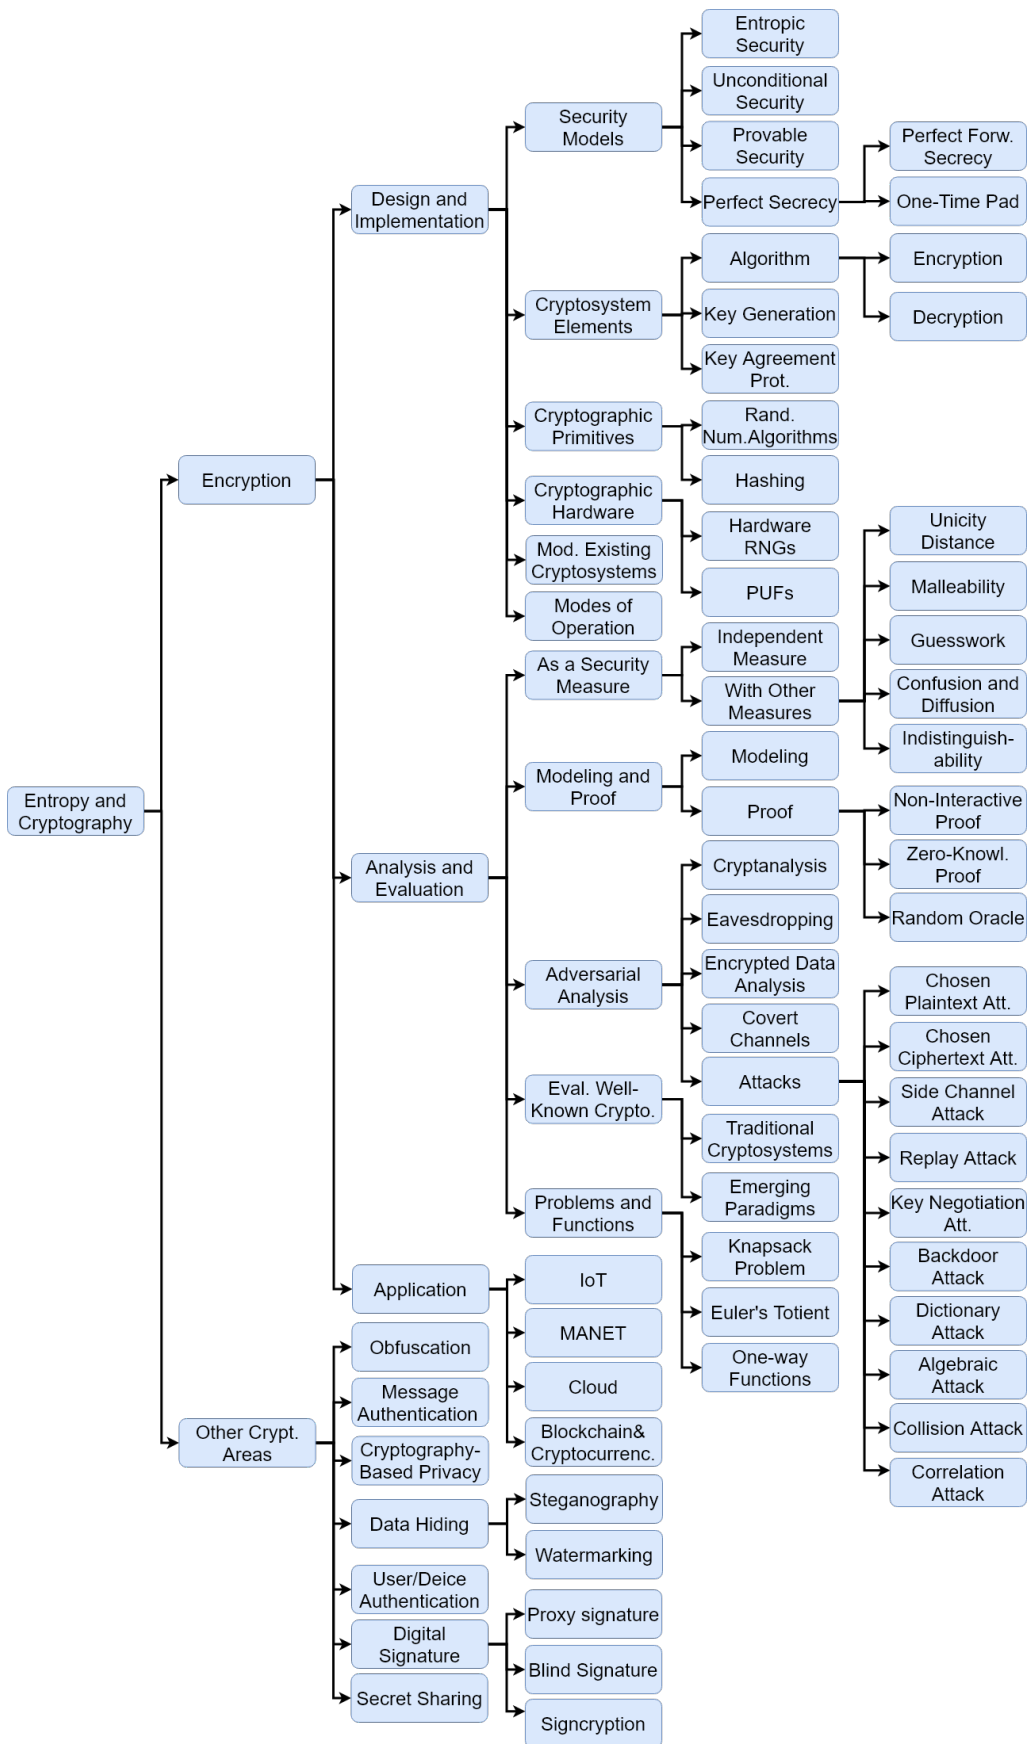 Entropy and
Cryptography
Encryption
Design and
Implementation
Security
Models
Entropic
Security
Unconditional
Security
Provable
Security
Perfect Secrecy
Perfect Forw.
Secrecy
One-Time Pad
Cryptosystem
Elements
Algorithm
Encryption
Decryption
Key Generation
Key Agreement
Prot.
Cryptographic
Primitives
Rand.
Num.Algorithms
Hashing
Cryptographic
Hardware
Hardware
RNGs
PUFs
Mod. Existing
Cryptosystems
Modes of
Operation
Analysis and
Evaluation
As a Security
Measure
Independent
Measure
With Other
Measures
Unicity
Distance
Malleability
Guesswork
Confusion and
Diffusion
Indistinguish-
ability
Modeling and
Proof
Modeling
Proof
Non-Interactive
Proof
Zero-Knowl.
Proof
Random Oracle
Adversarial
Analysis
Cryptanalysis
Eavesdropping
Encrypted Data
Analysis
Covert
Channels
Attacks
Chosen
Plaintext Att.
Chosen
Ciphertext Att.
Side Channel
Attack
Replay Attack
Key Negotiation
Att.
Backdoor
Attack
Dictionary
Attack
Algebraic
Attack
Collision Attack
Correlation
Attack
Eval. Well-
Known Crypto.
Traditional
Cryptosystems
Emerging
Paradigms
Problems and
Functions
Knapsack
Problem
Euler's Totient
One-way
Functions
Application
IoT
MANET
Cloud
Blockchain&
Cryptocurrenc.
Other Crypt.
Areas
Obfuscation
Message
Authentication
Cryptography-
Based Privacy
Data Hiding
Steganography
Watermarking
User/Deice
Authentication
Digital
Signature
Proxy signature
Blind Signature
Signcryption
Secret Sharing